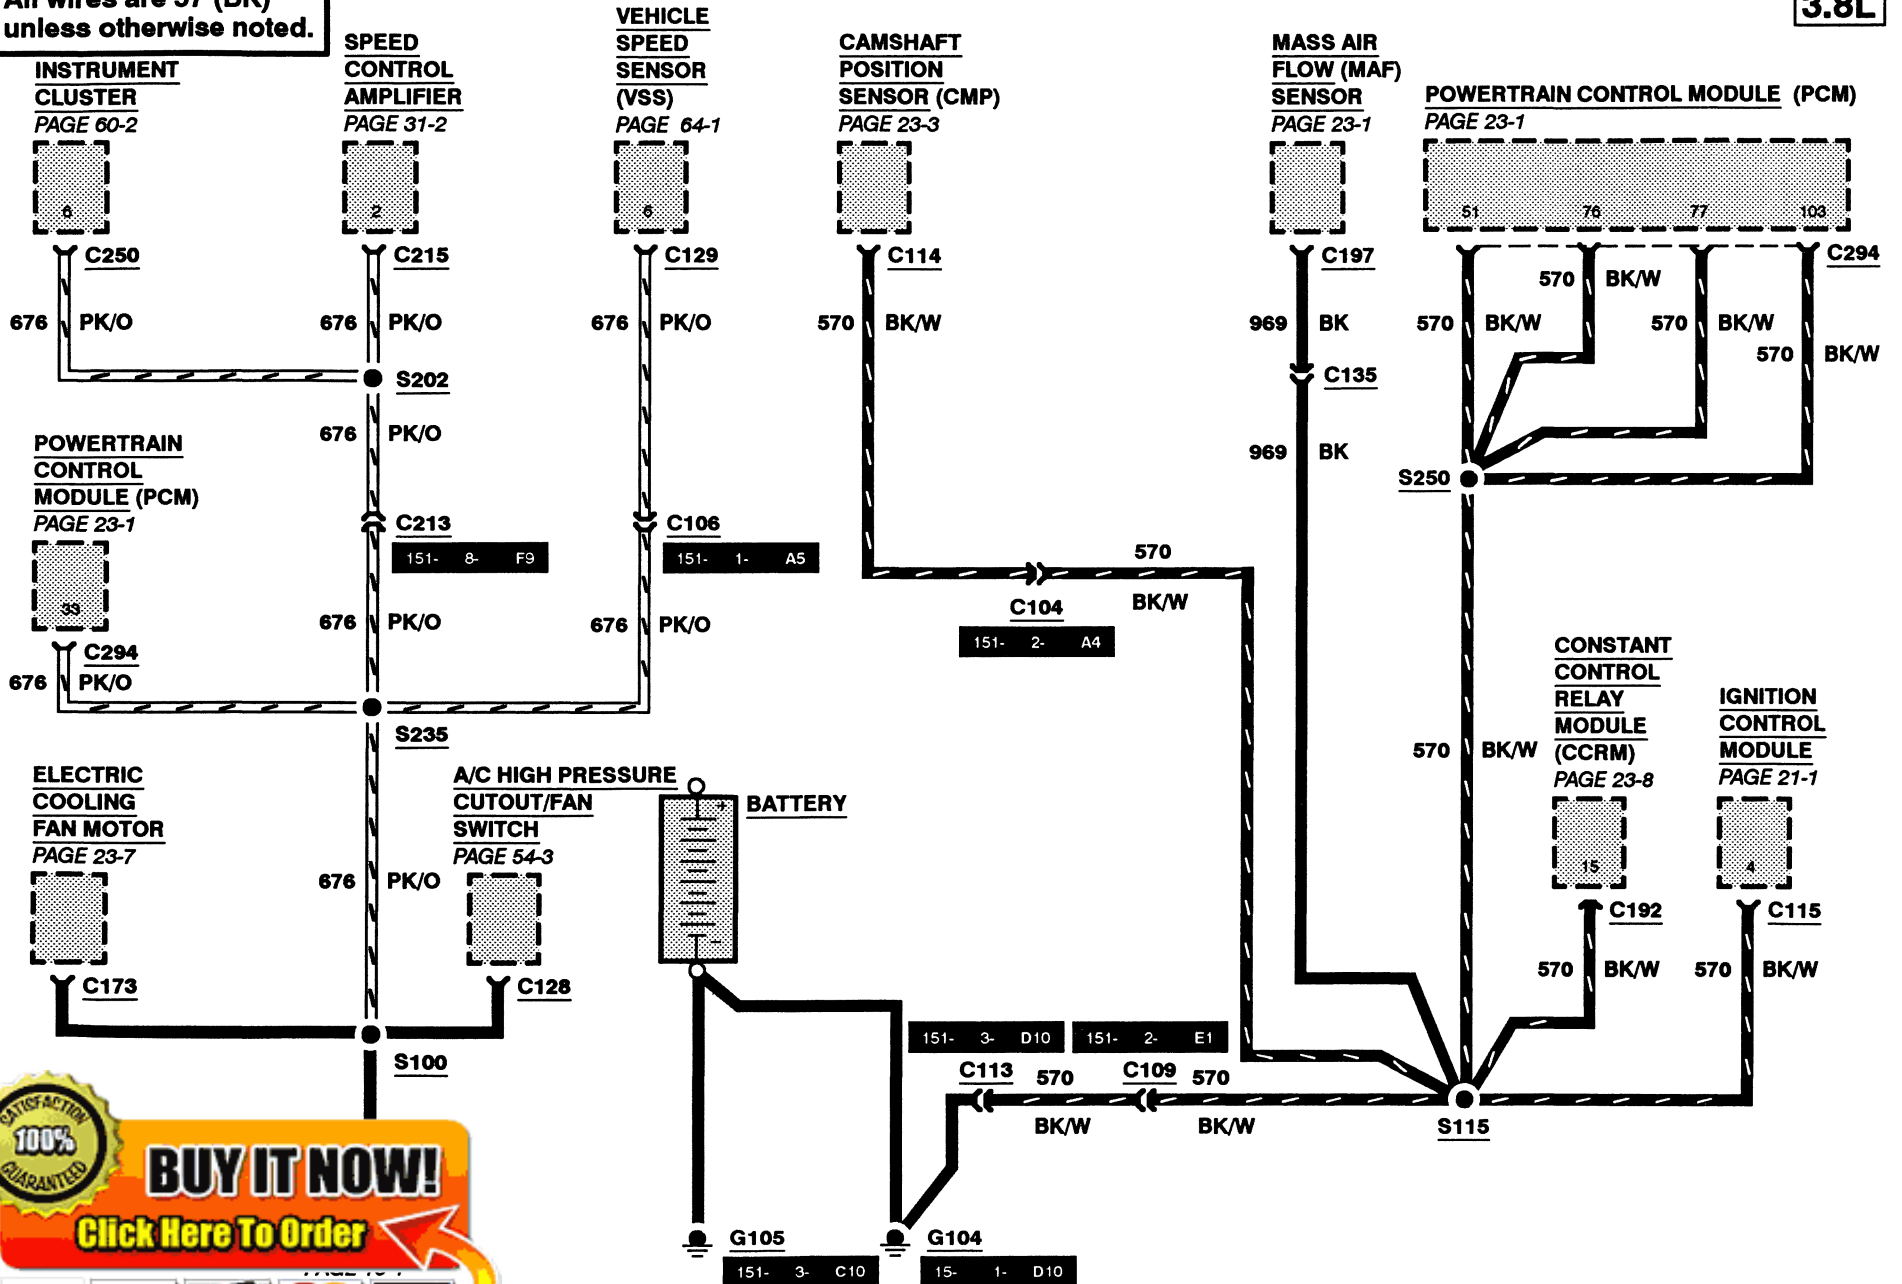 All wires are 57 (BK)
unless otherwise noted.
3.8L
INSTRUMENT
CLUSTER
PAGE 60-2
6
C250
676 PK/O
SPEED
CONTROL
AMPLIFIER
PAGE 31-2
2
C215
676 PK/O
S202
676 PK/O
C213
151- 8- F9
676 PK/O
VEHICLE
SPEED
SENSOR
(VSS)
PAGE 64-1
6
C129
676 PK/O
C106
151- 1- A5
676 PK/O
CAMSHAFT
POSITION
SENSOR (CMP)
PAGE 23-3
C114
570 BK/W
570
BK/W
C104
151- 2- A4
MASS AIR
FLOW (MAF)
SENSOR
PAGE 23-1
C197
969 BK
C135
969 BK
POWERTRAIN CONTROL MODULE (PCM)
PAGE 23-1
51 76 77 103
C294
570 BK/W
570 BK/W
570 BK/W
570 BK/W
S250
570 BK/W
POWERTRAIN
CONTROL
MODULE (PCM)
PAGE 23-1
33
C294
676 PK/O
S235
676 PK/O
ELECTRIC
COOLING
FAN MOTOR
PAGE 23-7
C173
A/C HIGH PRESSURE
CUTOUT/FAN
SWITCH
PAGE 54-3
C128
S100
BATTERY
+
-
CONSTANT
CONTROL
RELAY
MODULE
(CCRM)
PAGE 23-8
15
C192
570 BK/W
IGNITION
CONTROL
MODULE
PAGE 21-1
4
C115
570 BK/W
151- 3- D10
151- 2- E1
C113 570 C109 570
BK/W BK/W
S115
G105
151- 3- C10
G104
15- 1- D10
SATISFACTION
100%
GUARANTEED
BUY IT NOW!
Click Here To Order